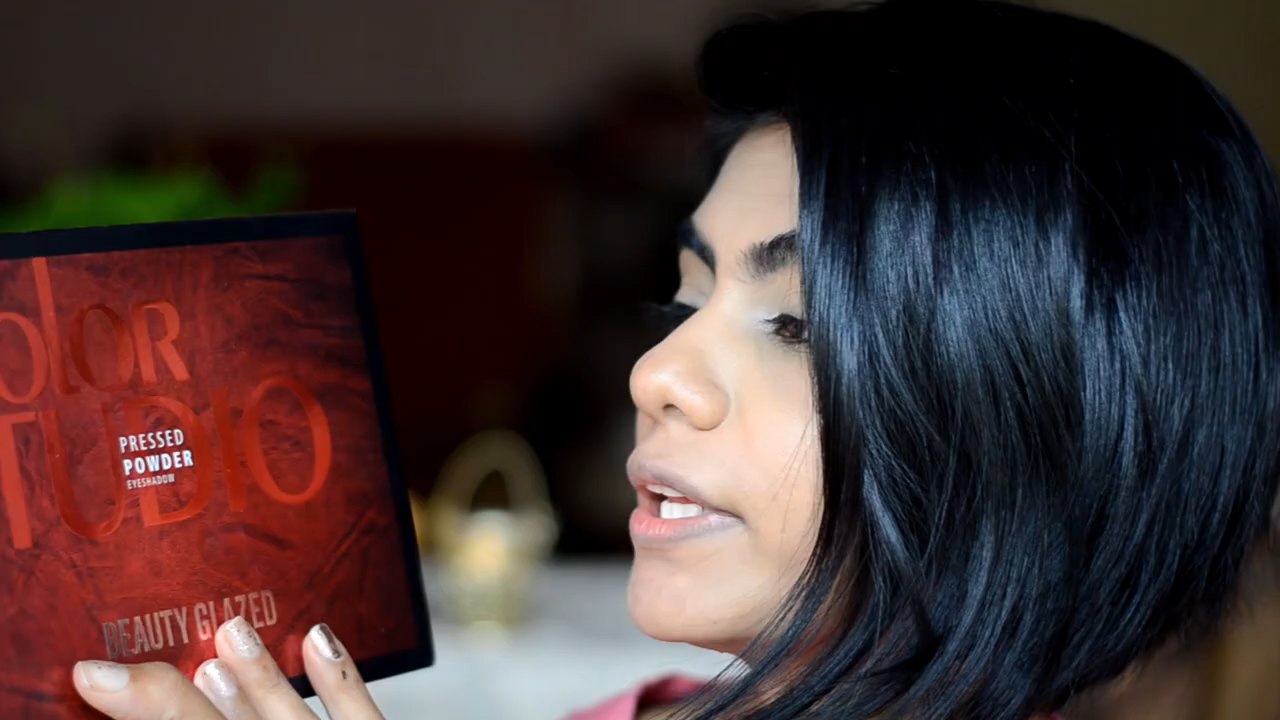 OLOR
TUDIO
PRESSED
POWDER
EYESHADOW
BEAUTY GLAZED